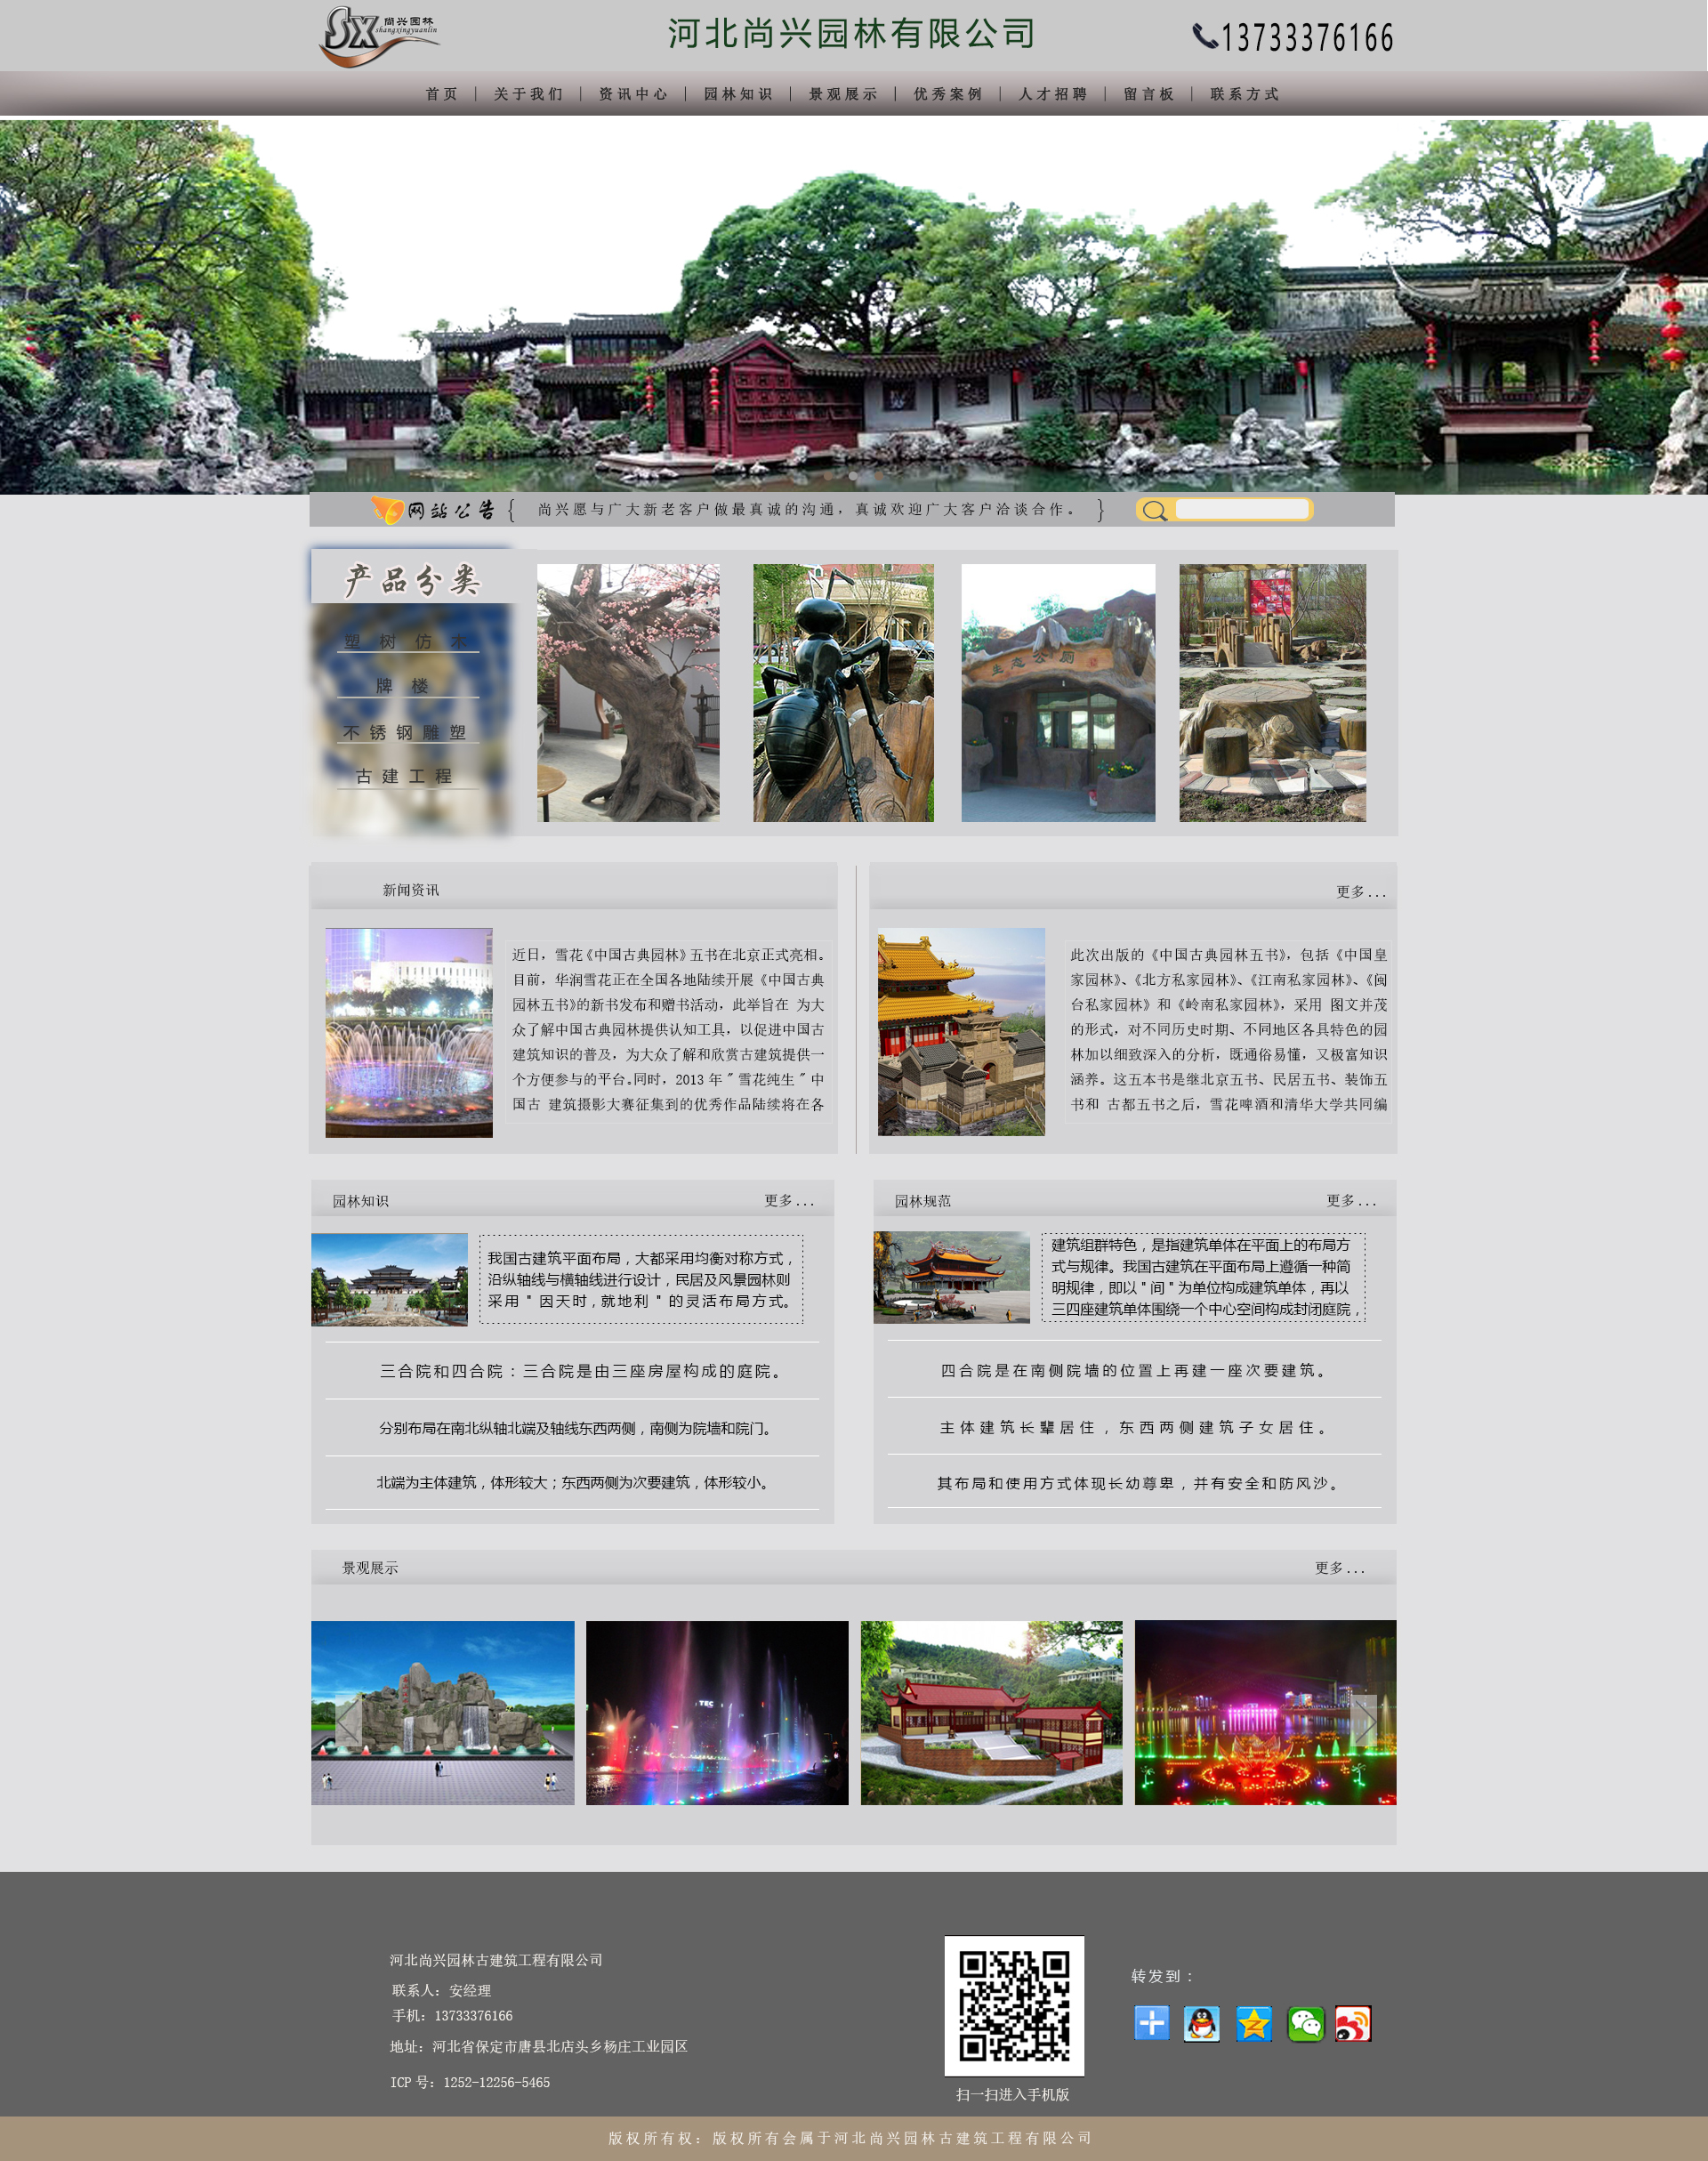 SX 尚兴园林
shangxingyuanlin
河北尚兴园林有限公司
13733376166
首页 | 关于我们 | 资讯中心 | 园林知识 | 景观展示 | 优秀案例 | 人才招聘 | 留言板 | 联系方式
网站公告 { 尚兴愿与广大新老客户做最真诚的沟通，真诚欢迎广大客户洽谈合作。 }
产品分类
塑树仿木
牌楼
不锈钢雕塑
古建工程
生态公厕
新闻资讯
近日，雪花《中国古典园林》五书在北京正式亮相。
目前，华润雪花正在全国各地陆续开展《中国古典
园林五书》的新书发布和赠书活动，此举旨在 为大
众了解中国古典园林提供认知工具，以促进中国古
建筑知识的普及，为大众了解和欣赏古建筑提供一
个方便参与的平台。同时，2013 年＂雪花纯生＂中
国古 建筑摄影大赛征集到的优秀作品陆续将在各
更多...
此次出版的《中国古典园林五书》，包括《中国皇
家园林》、《北方私家园林》、《江南私家园林》、《闽
台私家园林》和《岭南私家园林》，采用 图文并茂
的形式，对不同历史时期、不同地区各具特色的园
林加以细致深入的分析，既通俗易懂，又极富知识
涵养。这五本书是继北京五书、民居五书、装饰五
书和 古都五书之后，雪花啤酒和清华大学共同编
园林知识
更多...
我国古建筑平面布局，大都采用均衡对称方式，
沿纵轴线与横轴线进行设计，民居及风景园林则
采用＂因天时,就地利＂的灵活布局方式。
三合院和四合院：三合院是由三座房屋构成的庭院。
分别布局在南北纵轴北端及轴线东西两侧，南侧为院墙和院门。
北端为主体建筑，体形较大；东西两侧为次要建筑，体形较小。
园林规范
更多...
建筑组群特色，是指建筑单体在平面上的布局方
式与规律。我国古建筑在平面布局上遵循一种简
明规律，即以＂间＂为单位构成建筑单体，再以
三四座建筑单体围绕一个中心空间构成封闭庭院，
四合院是在南侧院墙的位置上再建一座次要建筑。
主体建筑长辈居住，东西两侧建筑子女居住。
其布局和使用方式体现长幼尊卑，并有安全和防风沙。
景观展示
更多...
TEC
河北尚兴园林古建筑工程有限公司
联系人：安经理
手机：13733376166
地址：河北省保定市唐县北店头乡杨庄工业园区
ICP 号：1252-12256-5465
扫一扫进入手机版
转发到：
版权所有权：版权所有会属于河北尚兴园林古建筑工程有限公司